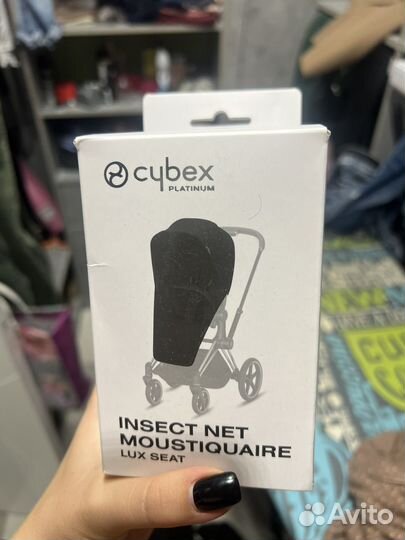 cybex
PLATINUM
INSECT NET
MOUSTIQUAIRE
LUX SEAT
Avito